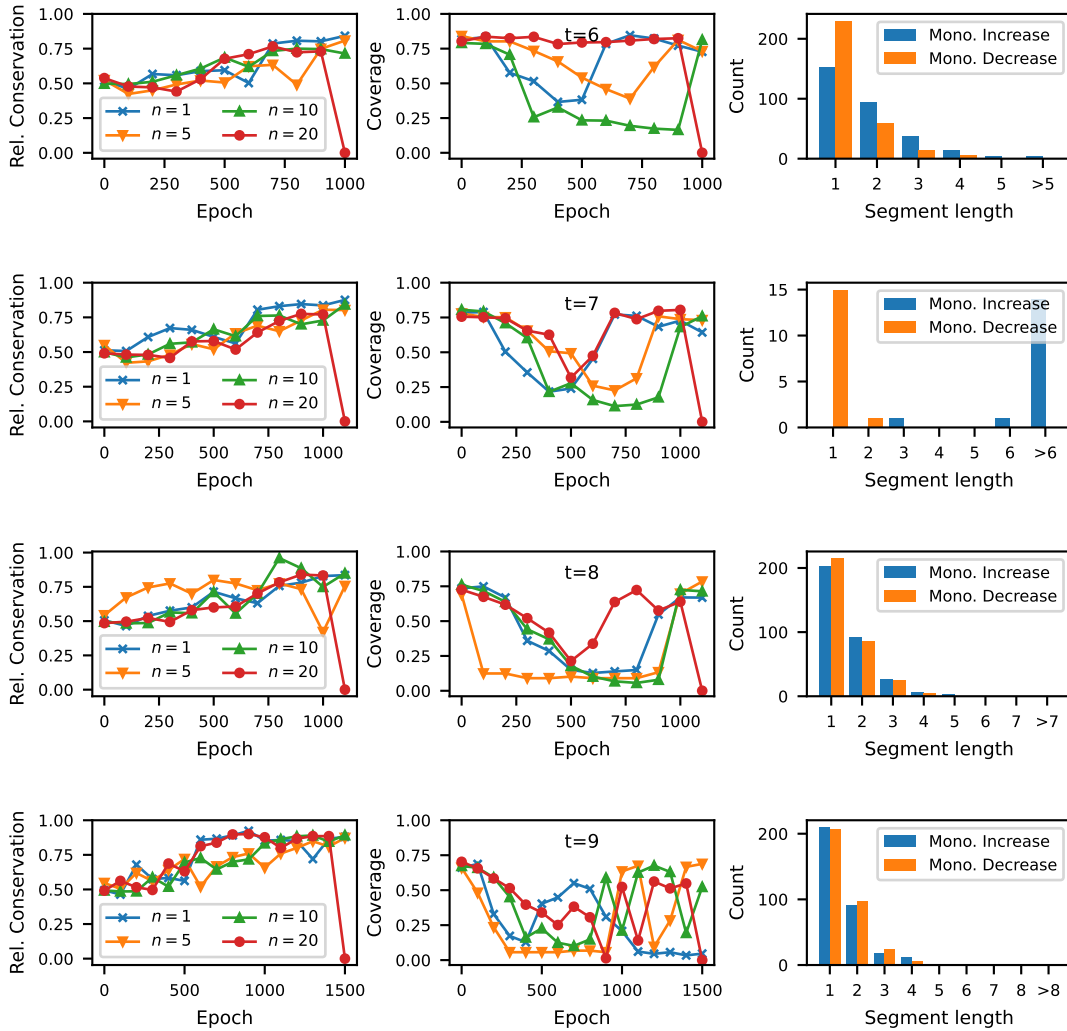 Rel. Conservation
1.00
0.75
0.50
0.25
0.00
n = 1
n = 5
n = 10
n = 20
0 250 500 750 1000
Epoch
Coverage
1.00
0.75
0.50
0.25
0.00
t=6
0 250 500 750 1000
Epoch
Count
200
100
0
Mono. Increase
Mono. Decrease
1 2 3 4 5 >5
Segment length
Rel. Conservation
1.00
0.75
0.50
0.25
0.00
n = 1
n = 5
n = 10
n = 20
0 250 500 750 1000
Epoch
Coverage
1.00
0.75
0.50
0.25
0.00
t=7
0 250 500 750 1000
Epoch
Count
15
10
5
0
Mono. Increase
Mono. Decrease
1 2 3 4 5 6 >6
Segment length
Rel. Conservation
1.00
0.75
0.50
0.25
0.00
n = 1
n = 5
n = 10
n = 20
0 250 500 750 1000
Epoch
Coverage
1.00
0.75
0.50
0.25
0.00
t=8
0 250 500 750 1000
Epoch
Count
200
100
0
Mono. Increase
Mono. Decrease
1 2 3 4 5 6 7 >7
Segment length
Rel. Conservation
1.00
0.75
0.50
0.25
0.00
n = 1
n = 5
n = 10
n = 20
0 500 1000 1500
Epoch
Coverage
1.00
0.75
0.50
0.25
0.00
t=9
0 500 1000 1500
Epoch
Count
200
100
0
Mono. Increase
Mono. Decrease
1 2 3 4 5 6 7 8 >8
Segment length